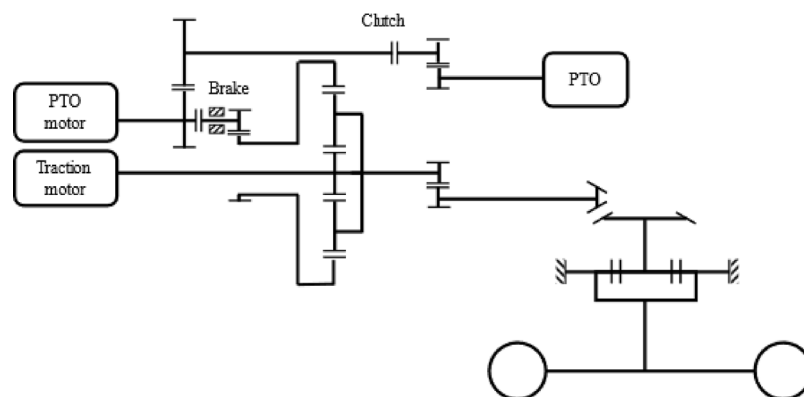 Clutch
PTO
motor
Brake
PTO
Traction
motor